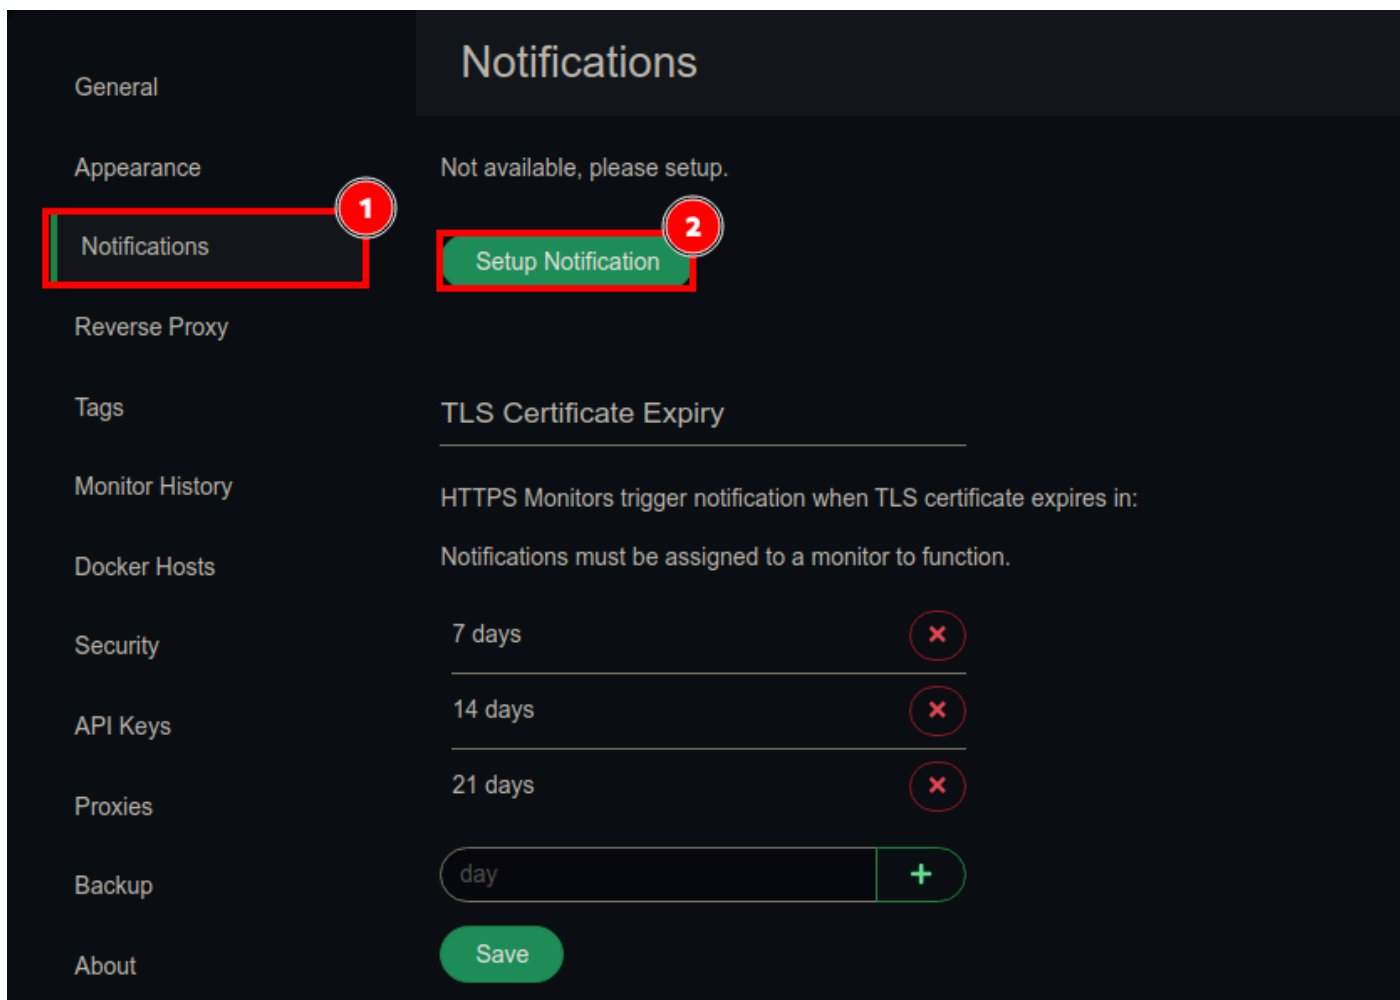 General
Appearance
1
Notifications
Reverse Proxy
Tags
Monitor History
Docker Hosts
Security
API Keys
Proxies
Backup
About
Notifications
Not available, please setup.
2
Setup Notification
TLS Certificate Expiry
HTTPS Monitors trigger notification when TLS certificate expires in:
Notifications must be assigned to a monitor to function.
7 days
14 days
21 days
day
Save